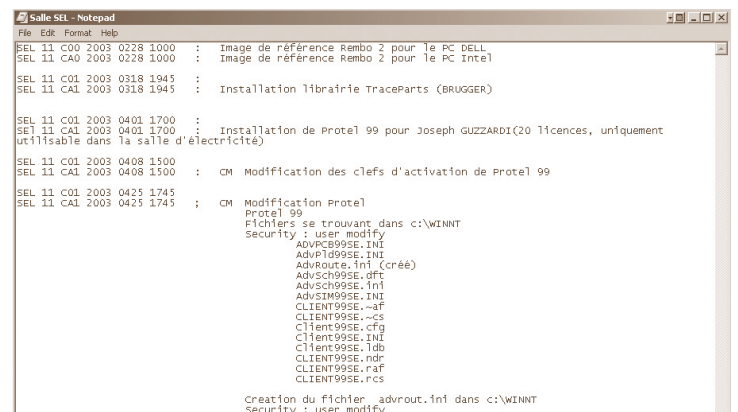 Salle SEL - Notepad
File Edit Format Help
SEL 11 C00 2003 0228 1000 : Image de référence Rembo 2 pour le PC DELL
SEL 11 CA0 2003 0228 1000 : Image de référence Rembo 2 pour le PC Intel
SEL 11 C01 2003 0318 1945 :
SEL 11 CA1 2003 0318 1945 : Installation librairie TraceParts (BRUGGER)
SEL 11 C01 2003 0401 1700 :
SEl 11 CA1 2003 0401 1700 : Installation de Protel 99 pour Joseph GUZZARDI(20 licences, uniquement
utilisable dans la salle d'électricité)
SEL 11 C01 2003 0408 1500
SEL 11 CA1 2003 0408 1500 : CM Modification des clefs d'activation de Protel 99
SEL 11 C01 2003 0425 1745
SEL 11 CA1 2003 0425 1745 ; CM Modification Protel
Protel 99
Fichiers se trouvant dans c:\WINNT
Security : user modify
ADVPCB99SE.INI
AdvPld99SE.INI
AdvRoute.ini (créé)
AdvSch99SE.dft
AdvSch99SE.ini
AdvSIM99SE.INI
CLIENT99SE.~af
CLIENT99SE.~cs
Client99SE.cfg
Client99SE.INI
Client99SE.ldb
CLIENT99SE.ndr
CLIENT99SE.raf
CLIENT99SE.rcs
Creation du fichier advrout.ini dans c:\WINNT
Security : user modify